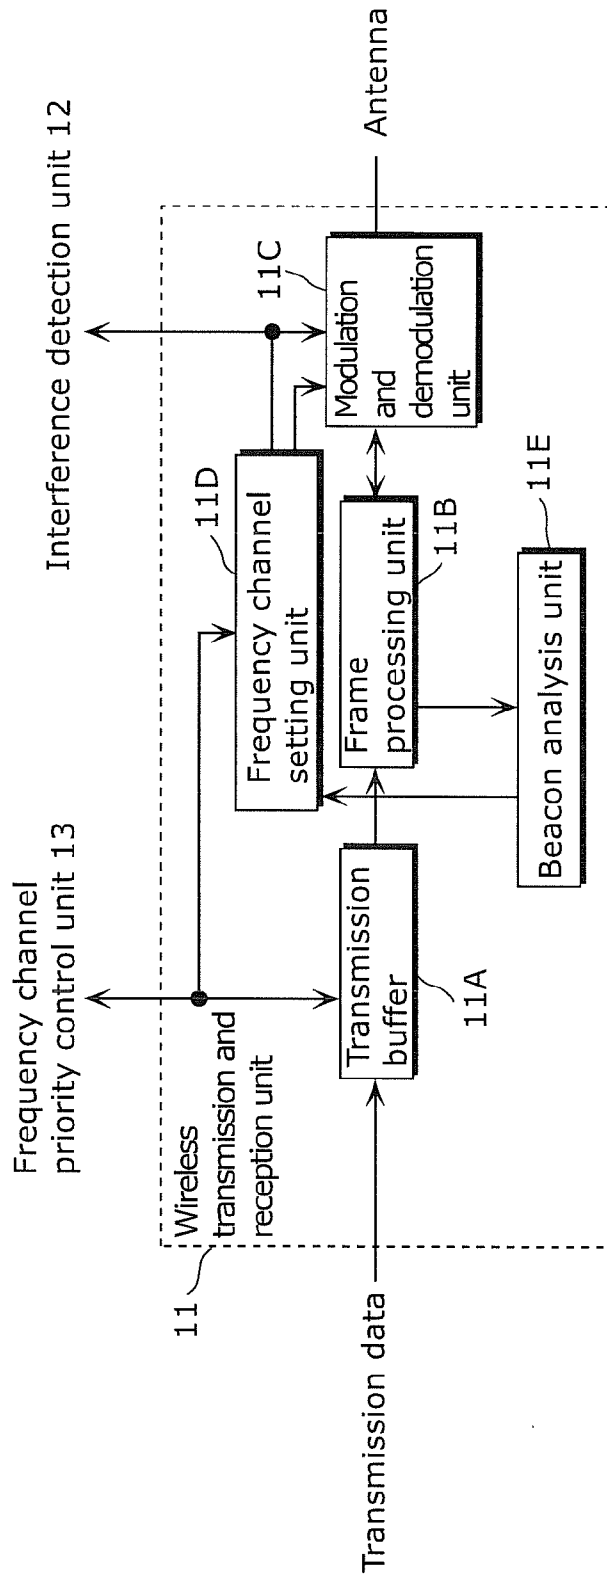 Frequency channel
priority control unit 13
Interference detection unit 12
11
Wireless
transmission and
reception unit
11D
Frequency channel
setting unit
11C
Modulation
and
demodulation
unit
Antenna
Transmission data
Transmission
buffer
11A
Frame
processing unit
11B
Beacon analysis unit
11E